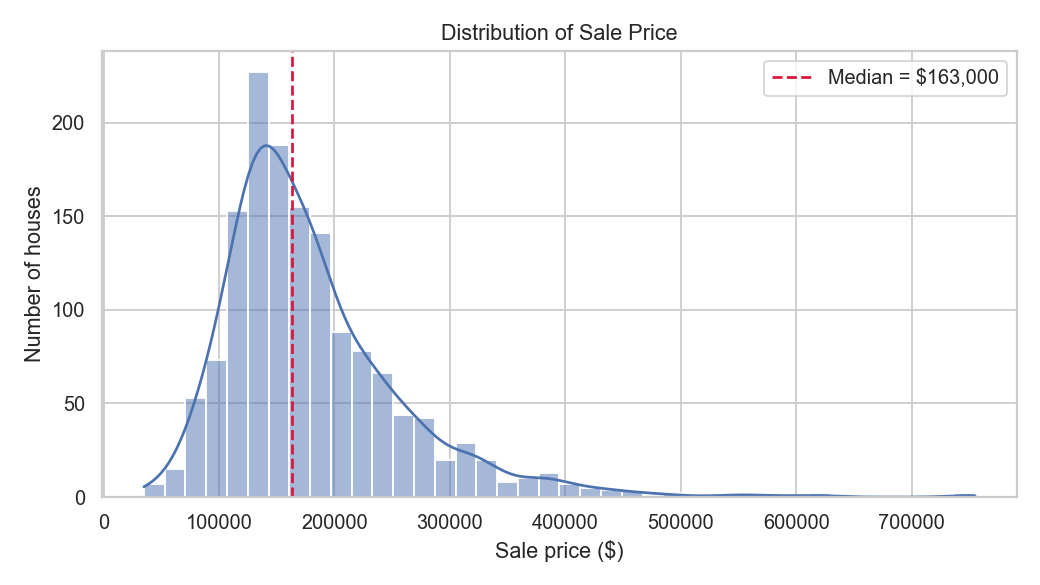 Distribution of Sale Price
Median = $163,000
Number of houses
200
150
100
50
0
0 100000 200000 300000 400000 500000 600000 700000
Sale price ($)